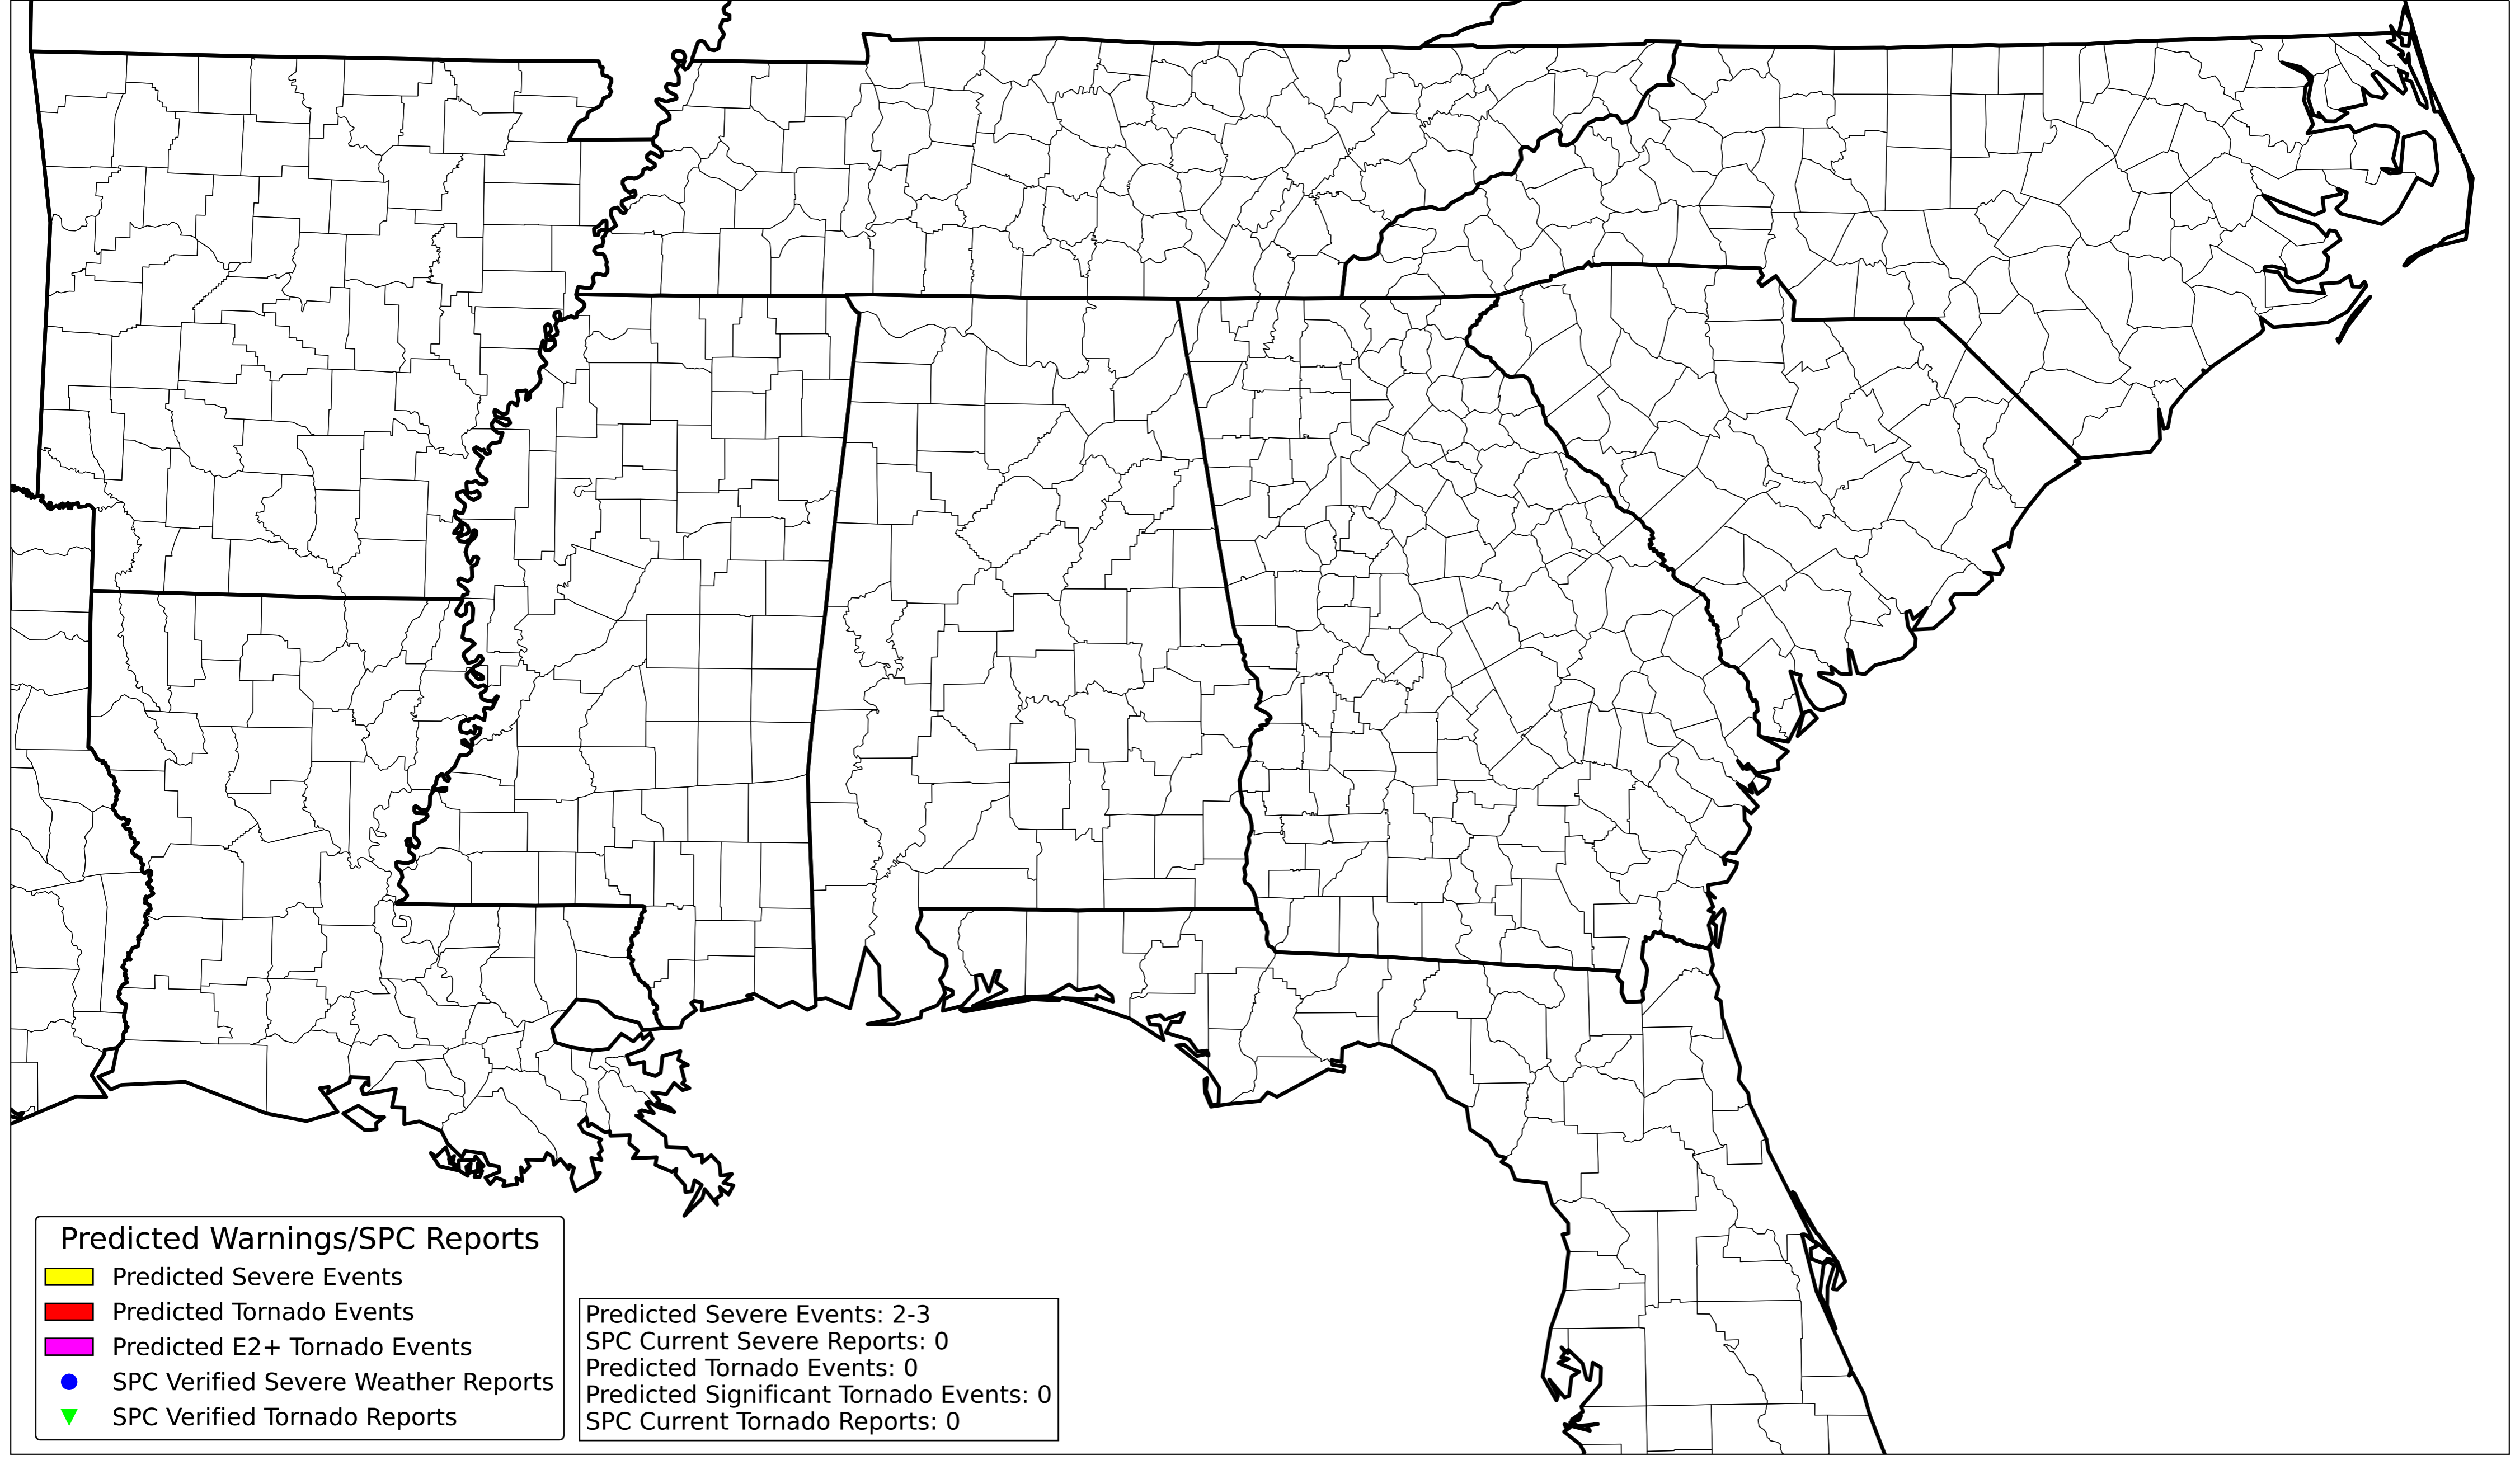 Predicted Warnings/SPC Reports
Predicted Severe Events
Predicted Tornado Events
Predicted E2+ Tornado Events
SPC Verified Severe Weather Reports
SPC Verified Tornado Reports
Predicted Severe Events: 2-3
SPC Current Severe Reports: 0
Predicted Tornado Events: 0
Predicted Significant Tornado Events: 0
SPC Current Tornado Reports: 0